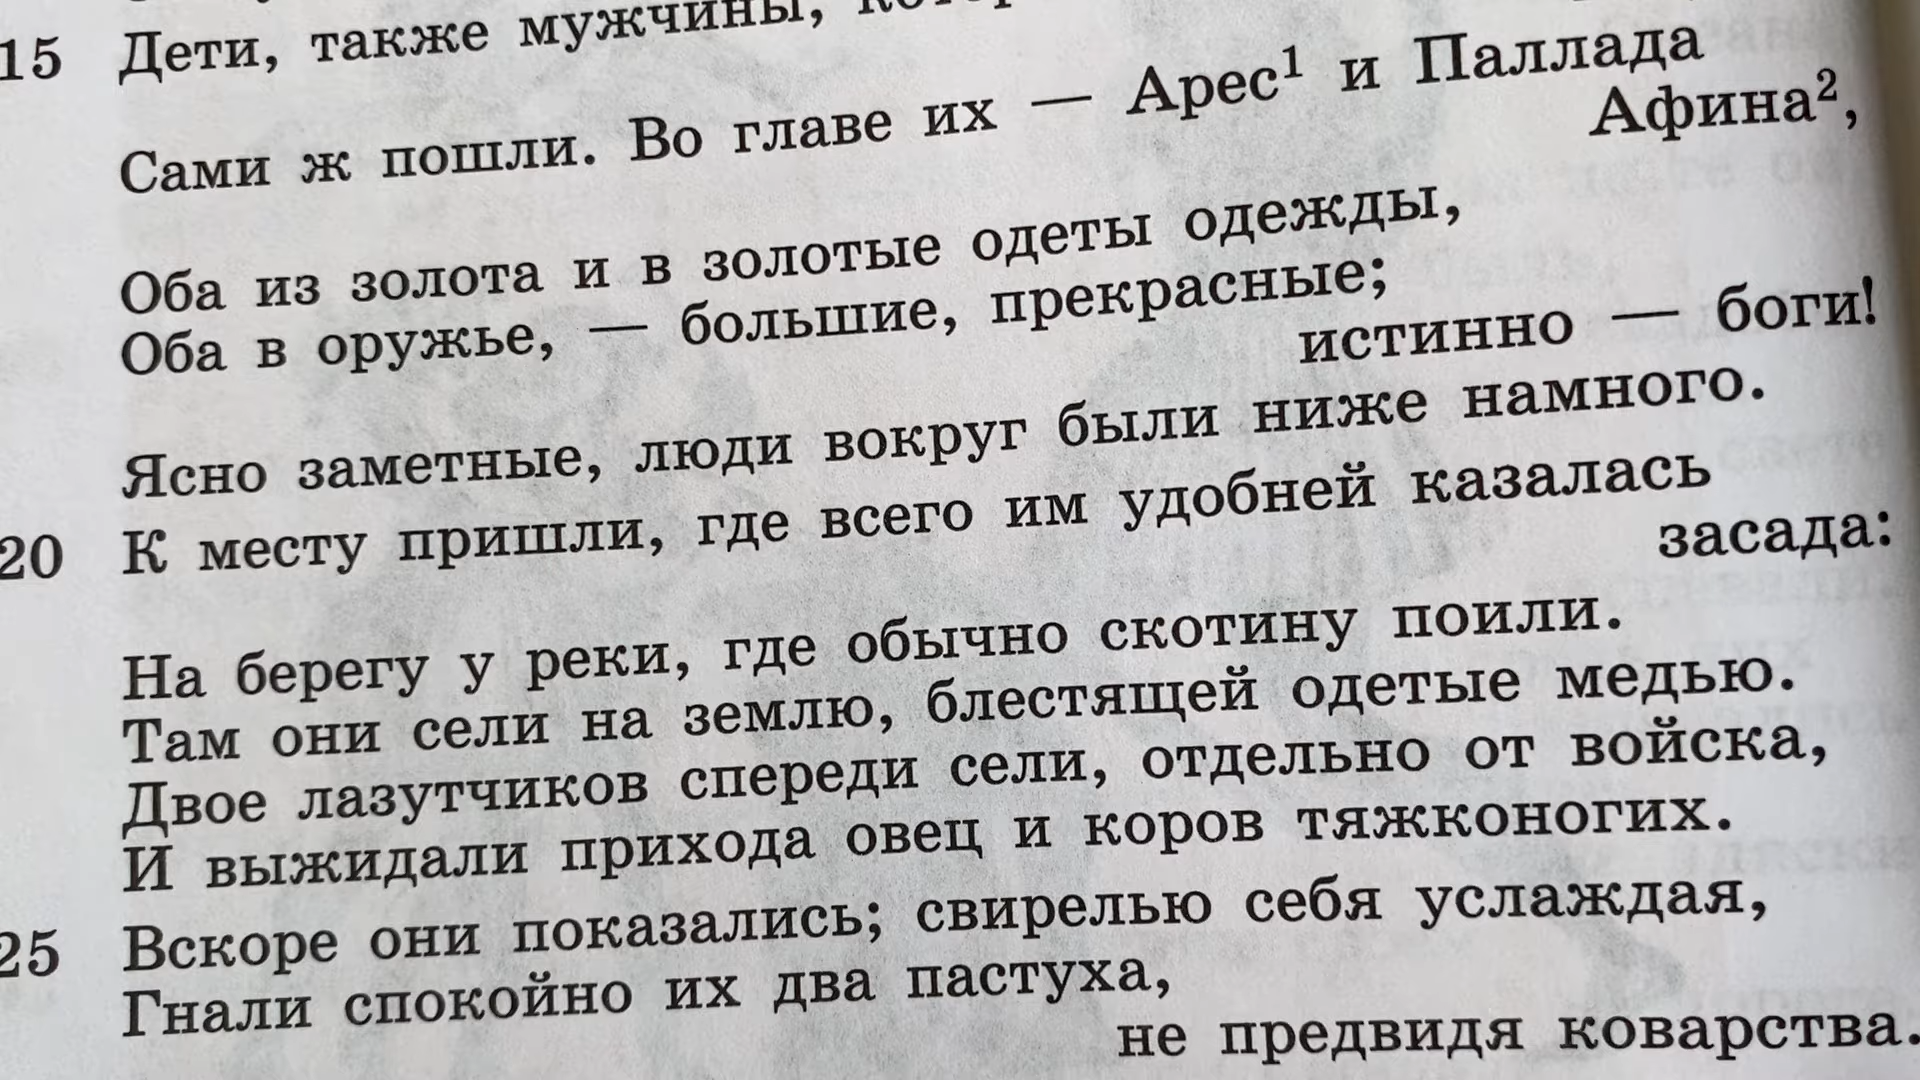 15 Дети, также мужчины,
Сами ж пошли. Во главе их — Арес¹ и Паллада
Афина²,
Оба из золота и в золотые одеты одежды,
Оба в оружье, — большие, прекрасные;
истинно — боги!
Ясно заметные, люди вокруг были ниже намного.
20 К месту пришли, где всего им удобней казалась
засада:
На берегу у реки, где обычно скотину поили.
Там они сели на землю, блестящей одетые медью.
Двое лазутчиков спереди сели, отдельно от войска,
И выжидали прихода овец и коров тяжконогих.
25 Вскоре они показались; свирелью себя услаждая,
Гнали спокойно их два пастуха,
не предвидя коварства.